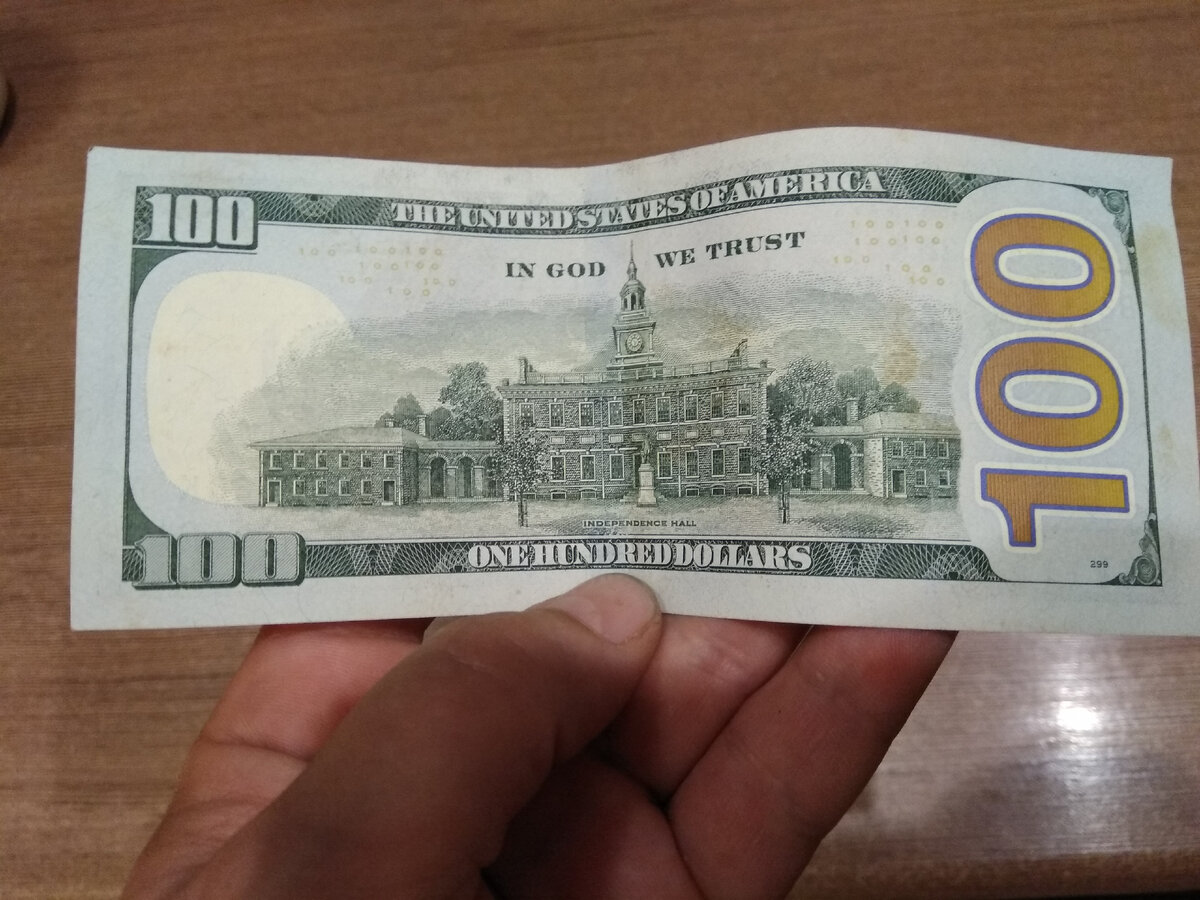 100
THE UNITED STATES OF AMERICA
IN GOD WE TRUST
100
INDEPENDENCE HALL
100
ONE HUNDRED DOLLARS
299